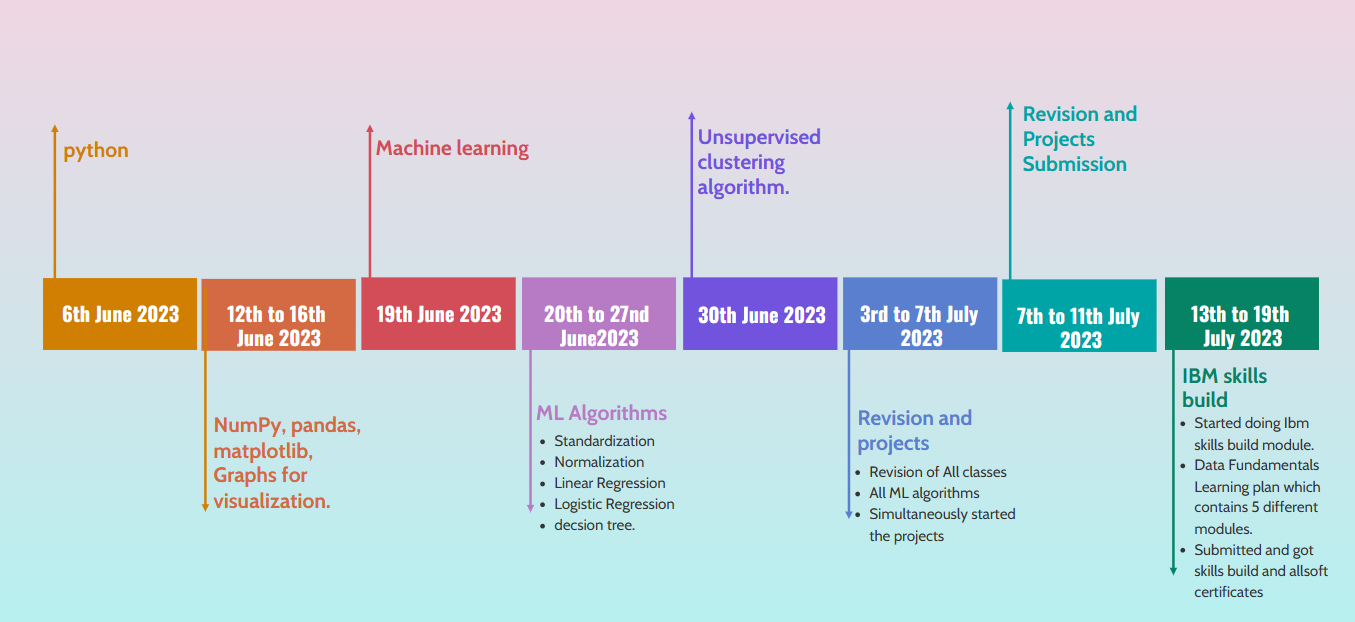 python
Machine learning
Unsupervised
clustering
algorithm.
Revision and
Projects
Submission
6th June 2023
12th to 16th
June 2023
19th June 2023
20th to 27nd
June2023
30th June 2023
3rd to 7th July
2023
7th to 11th July
2023
13th to 19th
July 2023
NumPy, pandas,
matplotlib,
Graphs for
visualization.
ML Algorithms
• Standardization
• Normalization
• Linear Regression
• Logistic Regression
• decsion tree.
Revision and
projects
• Revision of All classes
• All ML algorithms
• Simultaneously started
the projects
IBM skills
build
• Started doing Ibm
skills build module.
• Data Fundamentals
Learning plan which
contains 5 different
modules.
• Submitted and got
skills build and allsoft
certificates